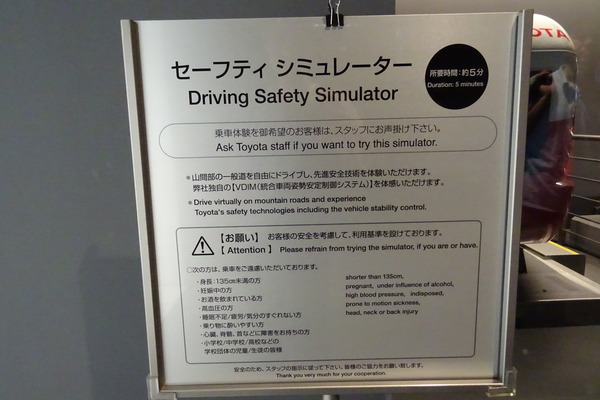 セーフティ シミュレーター
Driving Safety Simulator
所要時間：約5分
Duration: 5 minutes
乗車体験を御希望のお客様は、スタッフにお声掛け下さい。
Ask Toyota staff if you want to try this simulator.
＊山間部の一般道を自由にドライブし、先進安全技術を体験いただけます。
弊社独自の【VDIM(統合車両姿勢安定制御システム)】を体感いただけます。
＊Drive virtually on mountain roads and experience
Toyota's safety technologies including the vehicle stability control.
【お願い】 お客様の安全を考慮して、利用基準を設けております。
【 Attention 】 Please refrain from trying the simulator, if you are or have.
○次の方は、乗車をご遠慮いただいております。
・身長：135cm未満の方
・妊娠中の方
・お酒を飲まれている方
・高血圧の方
・睡眠不足/疲労/気分のすぐれない方
・乗り物に酔いやすい方
・心臓、脊髄、首などに障害をお持ちの方
・小学校/中学校/高校などの
学校団体の児童/生徒の皆様
shorter than 135cm,
pregnant, under influence of alcohol,
high blood pressure, indisposed,
prone to motion sickness,
head, neck or back injury
安全のため、スタッフの指示に従って下さい。皆様のご協力をお願い致します。
Thank you very much for your cooperation.
OTA